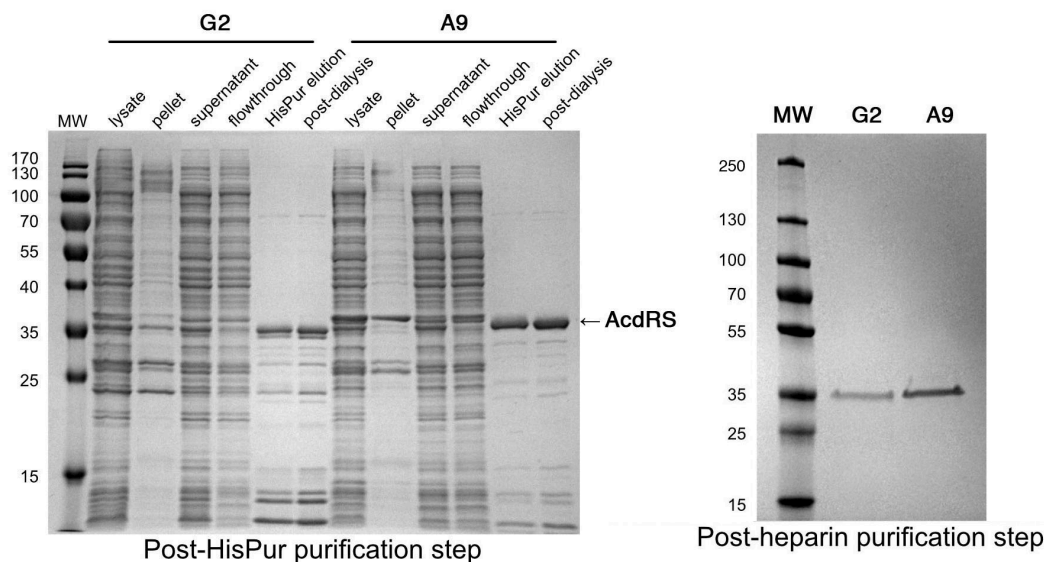 G2 A9
MW lysate pellet supernatant flowthrough HisPur elution post-dialysis lysate pellet supernatant flowthrough HisPur elution post-dialysis
170
130
100
70
55
40
35
25
15
← AcdRS
Post-HisPur purification step
MW G2 A9
250
130
100
70
55
35
25
15
Post-heparin purification step